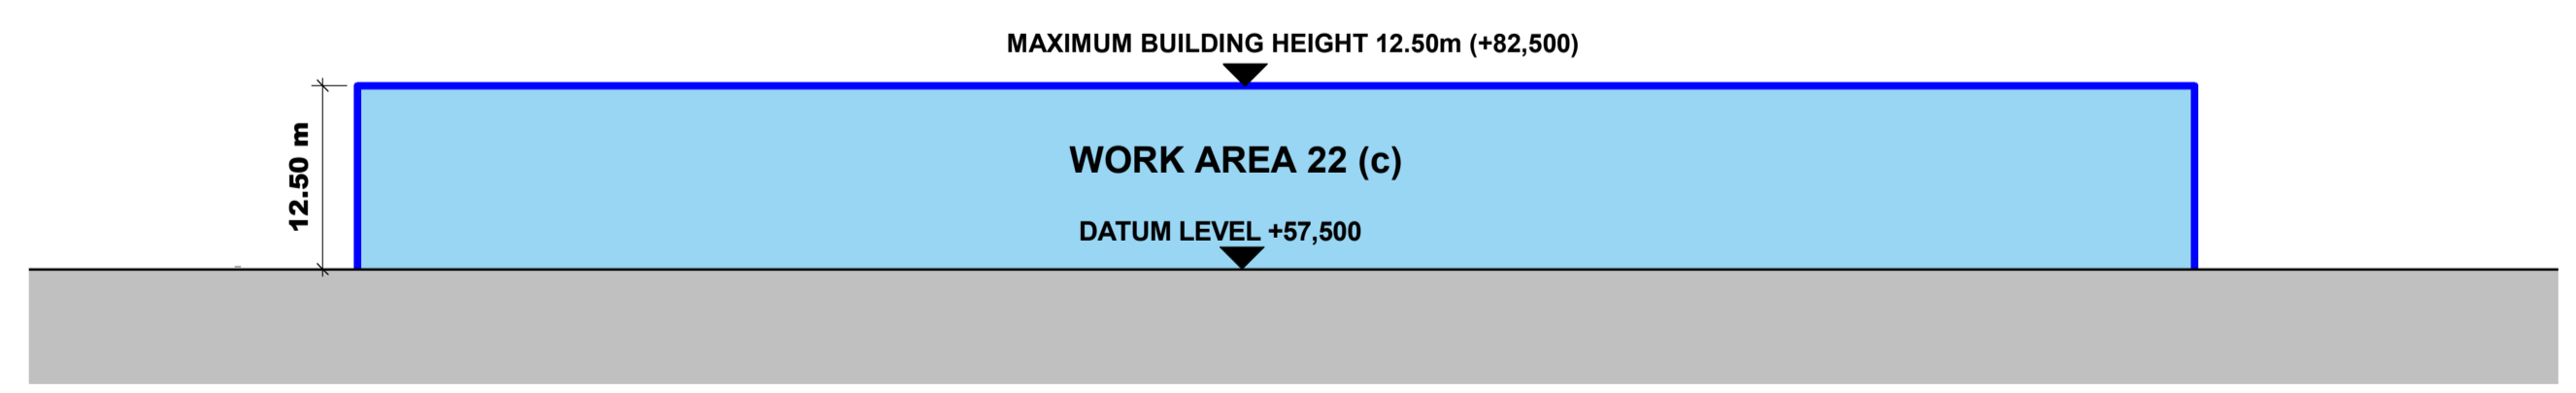 MAXIMUM BUILDING HEIGHT 12.50m (+82,500)
12.50 m
WORK AREA 22 (c)
DATUM LEVEL +57,500